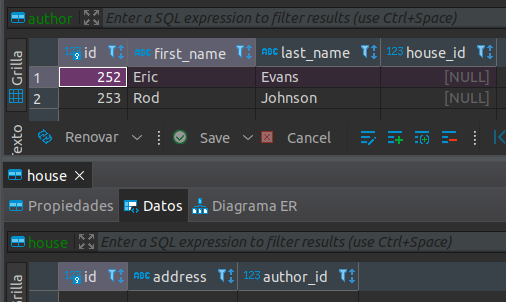 author Enter a SQL expression to filter results (use Ctrl+Space)
Grilla
id first_name last_name house_id
1 252 Eric Evans [NULL]
2 253 Rod Johnson [NULL]
Texto
Renovar Save Cancel
house
Propiedades Datos Diagrama ER
house Enter a SQL expression to filter results (use Ctrl+Space)
Grilla
id address author_id